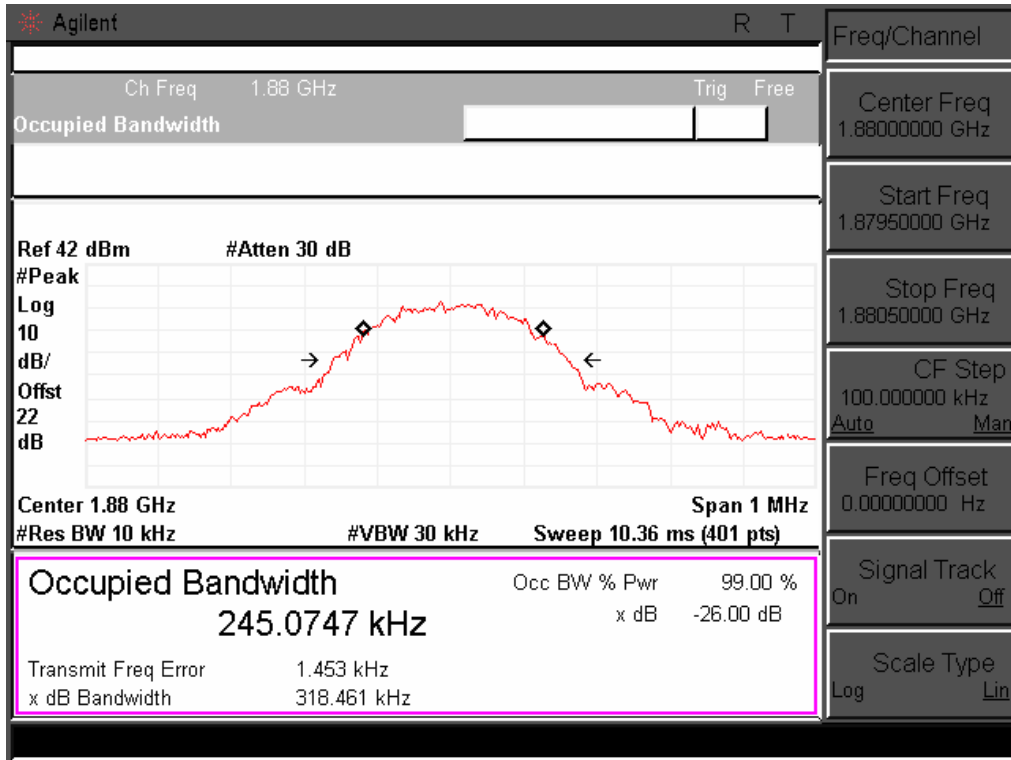 Agilent R T
Ch Freq 1.88 GHz Trig Free
Occupied Bandwidth
Ref 42 dBm #Atten 30 dB
#Peak
Log
10
dB/
Offst
22
dB
Center 1.88 GHz Span 1 MHz
#Res BW 10 kHz #VBW 30 kHz Sweep 10.36 ms (401 pts)
Occupied Bandwidth
245.0747 kHz
Occ BW % Pwr 99.00 %
x dB -26.00 dB
Transmit Freq Error 1.453 kHz
x dB Bandwidth 318.461 kHz
Freq/Channel
Center Freq
1.88000000 GHz
Start Freq
1.87950000 GHz
Stop Freq
1.88050000 GHz
CF Step
100.000000 kHz
Auto Man
Freq Offset
0.00000000 Hz
Signal Track
On Off
Scale Type
Log Lin